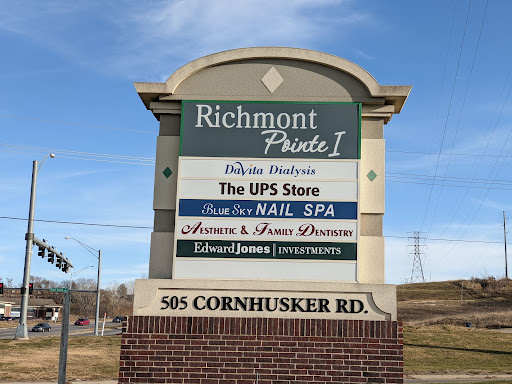 Richmont
Pointe I
DaVita Dialysis
The UPS Store
Blue Sky NAIL SPA
Aesthetic & Family Dentistry
Edward Jones | INVESTMENTS
505 CORNHUSKER RD.